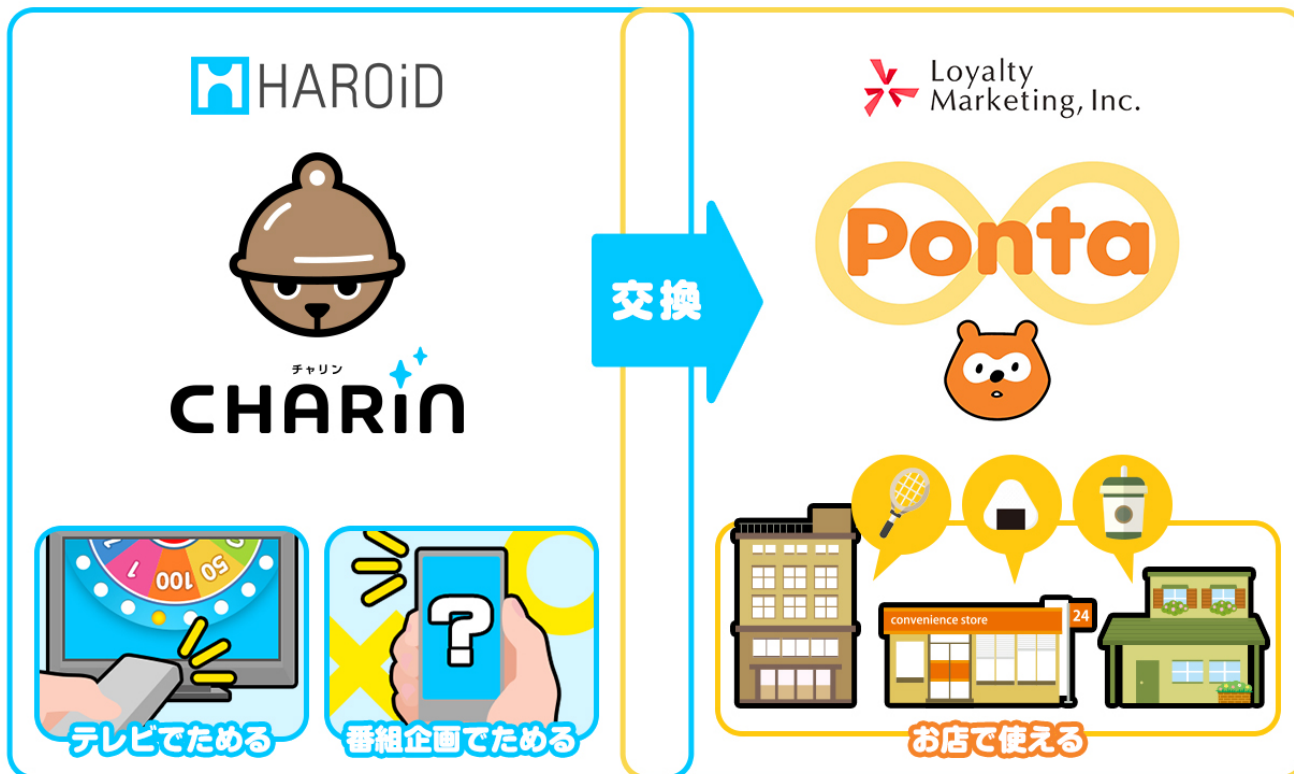 HAROiD
チャリン
CHARiN
1
100
50
?
テレビでためる
番組企画でためる
交換
Loyalty
Marketing, Inc.
Ponta
convenience store
24
お店で使える